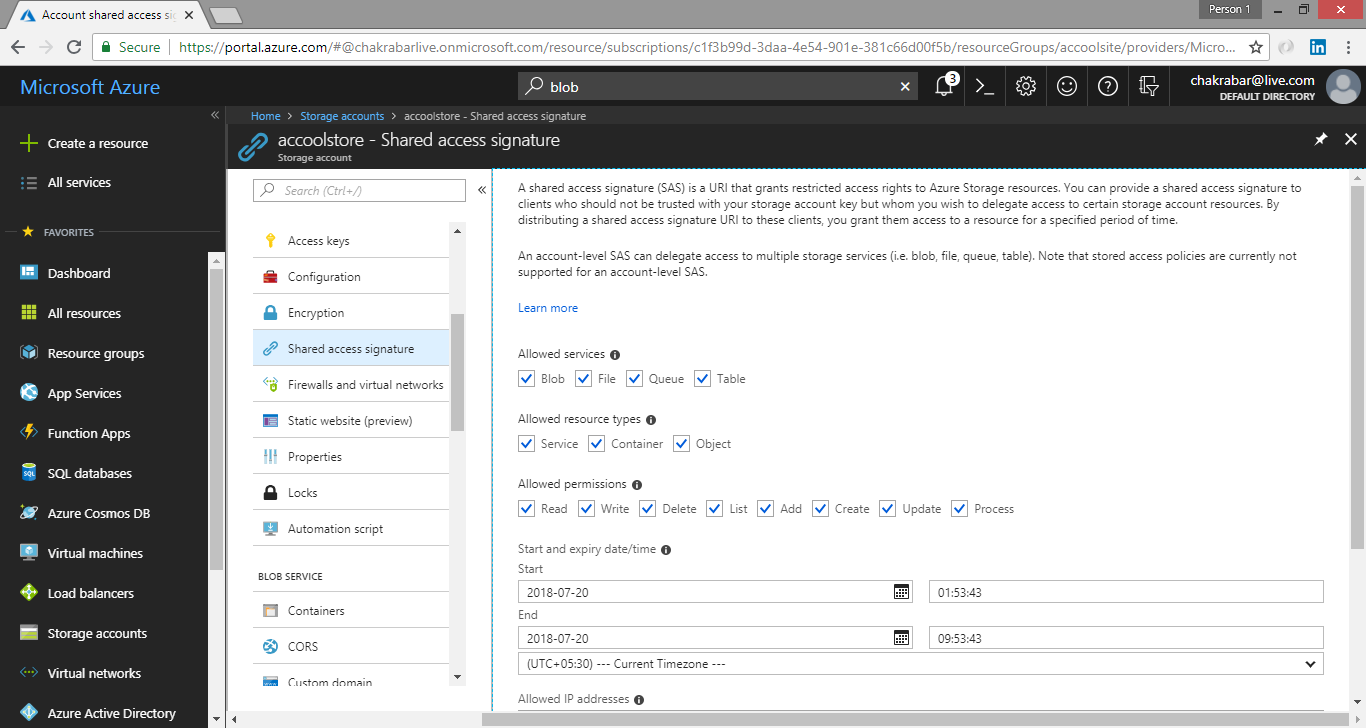 Account shared access si
Person 1
Secure
https://portal.azure.com/#@chakrabarlive.onmicrosoft.com/resource/subscriptions/c1f3b99d-3daa-4e54-901e-381c66d00f5b/resourceGroups/accoolsite/providers/Micro...
Microsoft Azure
blob
3
chakrabar@live.com
DEFAULT DIRECTORY
Create a resource
All services
FAVORITES
Dashboard
All resources
Resource groups
App Services
Function Apps
SQL databases
Azure Cosmos DB
Virtual machines
Load balancers
Storage accounts
Virtual networks
Azure Active Directory
Home > Storage accounts > accoolstore - Shared access signature
accoolstore - Shared access signature
Storage account
Search (Ctrl+/)
Access keys
Configuration
Encryption
Shared access signature
Firewalls and virtual networks
Static website (preview)
Properties
Locks
Automation script
BLOB SERVICE
Containers
CORS
Custom domain
A shared access signature (SAS) is a URI that grants restricted access rights to Azure Storage resources. You can provide a shared access signature to
clients who should not be trusted with your storage account key but whom you wish to delegate access to certain storage account resources. By
distributing a shared access signature URI to these clients, you grant them access to a resource for a specified period of time.
An account-level SAS can delegate access to multiple storage services (i.e. blob, file, queue, table). Note that stored access policies are currently not
supported for an account-level SAS.
Learn more
Allowed services
Blob File Queue Table
Allowed resource types
Service Container Object
Allowed permissions
Read Write Delete List Add Create Update Process
Start and expiry date/time
Start
2018-07-20 01:53:43
End
2018-07-20 09:53:43
(UTC+05:30) --- Current Timezone ---
Allowed IP addresses